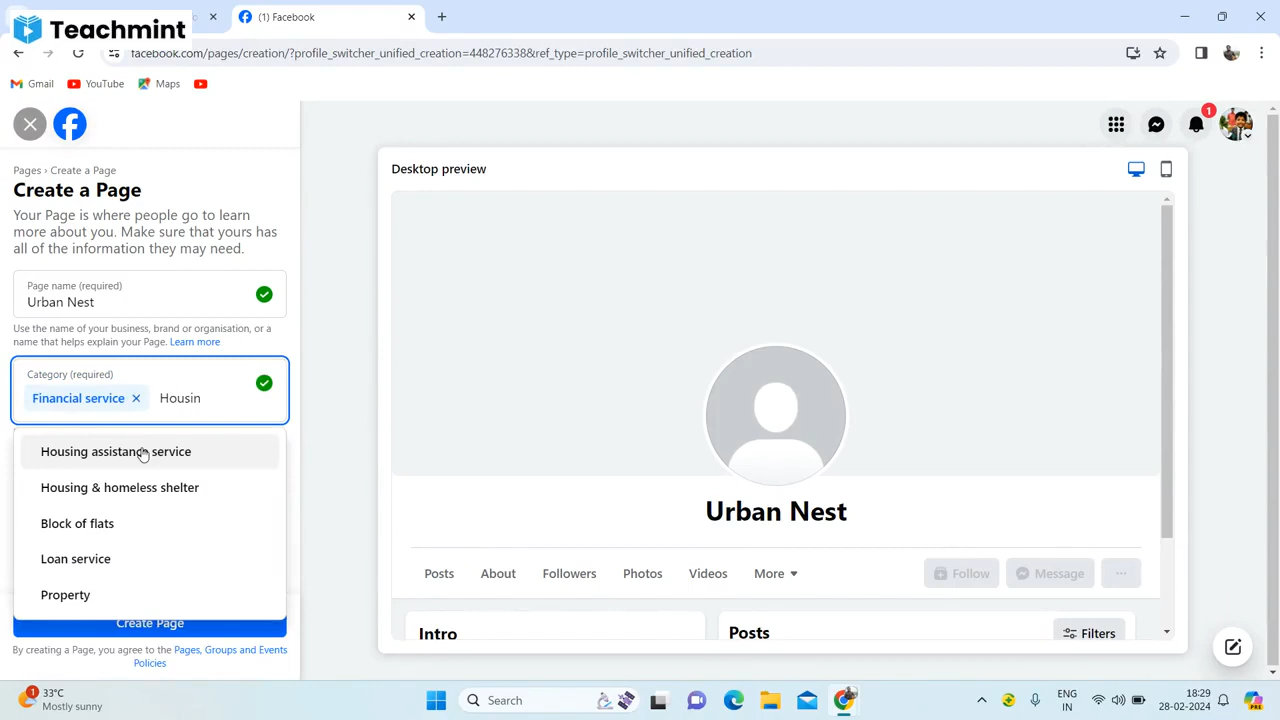 Teachmint
(1) Facebook
facebook.com/pages/creation/?profile_switcher_unified_creation=448276338&ref_type=profile_switcher_unified_creation
Gmail
YouTube
Maps
1
Pages › Create a Page
Create a Page
Your Page is where people go to learn
more about you. Make sure that yours has
all of the information they may need.
Page name (required)
Urban Nest
Use the name of your business, brand or organisation, or a
name that helps explain your Page. Learn more
Category (required)
Financial service
Housin
Housing assistance service
Housing & homeless shelter
Block of flats
Loan service
Property
Create Page
By creating a Page, you agree to the Pages, Groups and Events
Policies
Desktop preview
Urban Nest
Posts
About
Followers
Photos
Videos
More
Follow
Message
Intro
Posts
Filters
1
33°C
Mostly sunny
Search
ENG
IN
18:29
28-02-2024